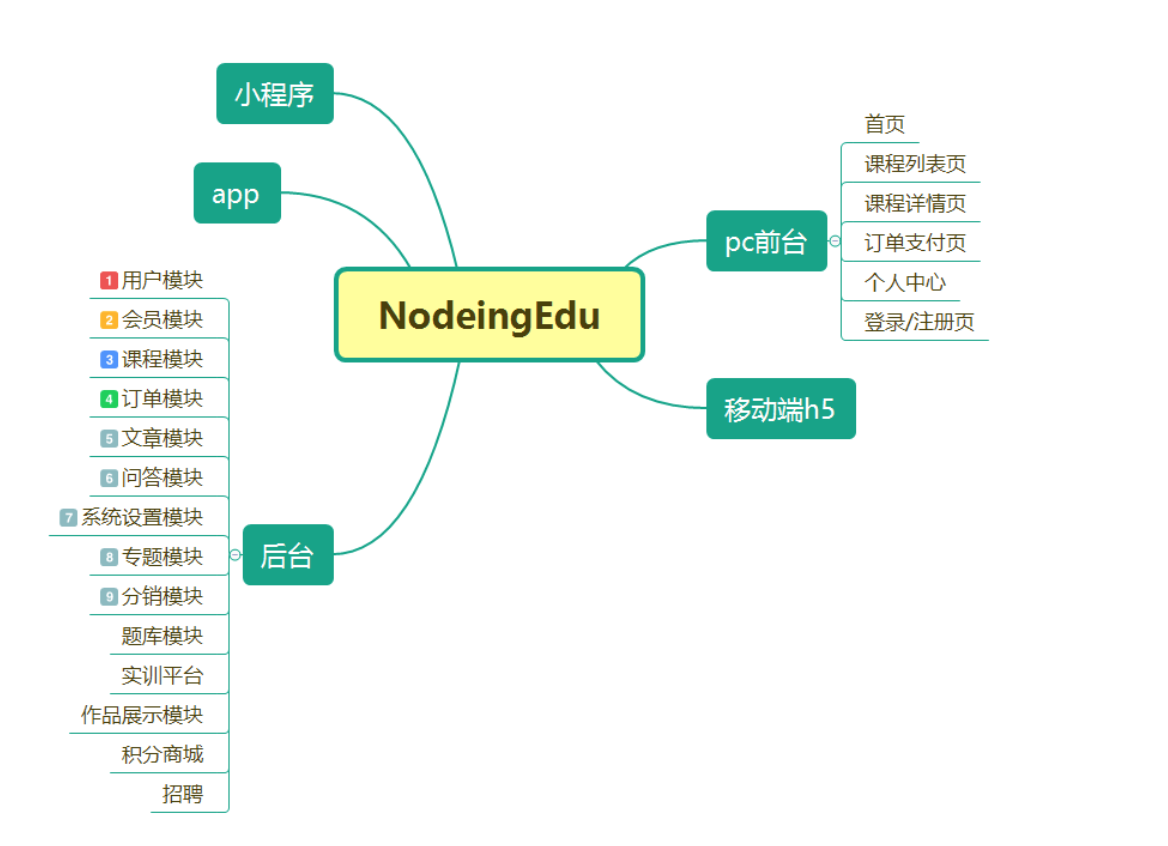 小程序
app
NodeingEdu
pc前台
首页
课程列表页
课程详情页
订单支付页
个人中心
登录/注册页
移动端h5
后台
1 用户模块
2 会员模块
3 课程模块
4 订单模块
5 文章模块
6 问答模块
7 系统设置模块
8 专题模块
9 分销模块
题库模块
实训平台
作品展示模块
积分商城
招聘